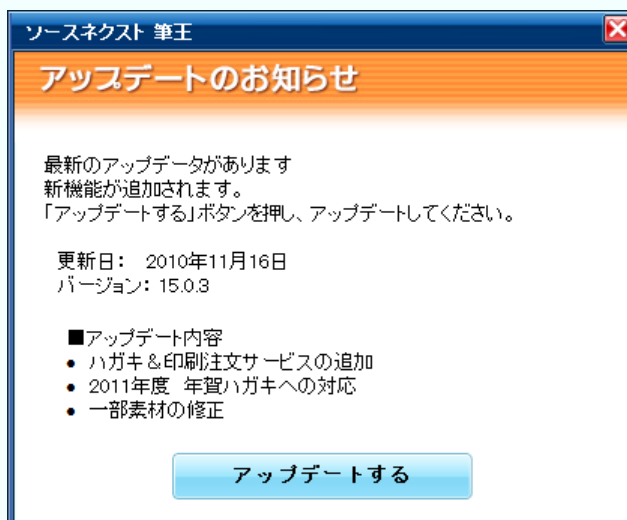 ソースネクスト 筆王
アップデートのお知らせ
最新のアップデータがあります
新機能が追加されます。
「アップデートする」ボタンを押し、アップデートしてください。
更新日： 2010年11月16日
バージョン： 15.0.3
■アップデート内容
● ハガキ＆印刷注文サービスの追加
● 2011年度 年賀ハガキへの対応
● 一部素材の修正
アップデートする